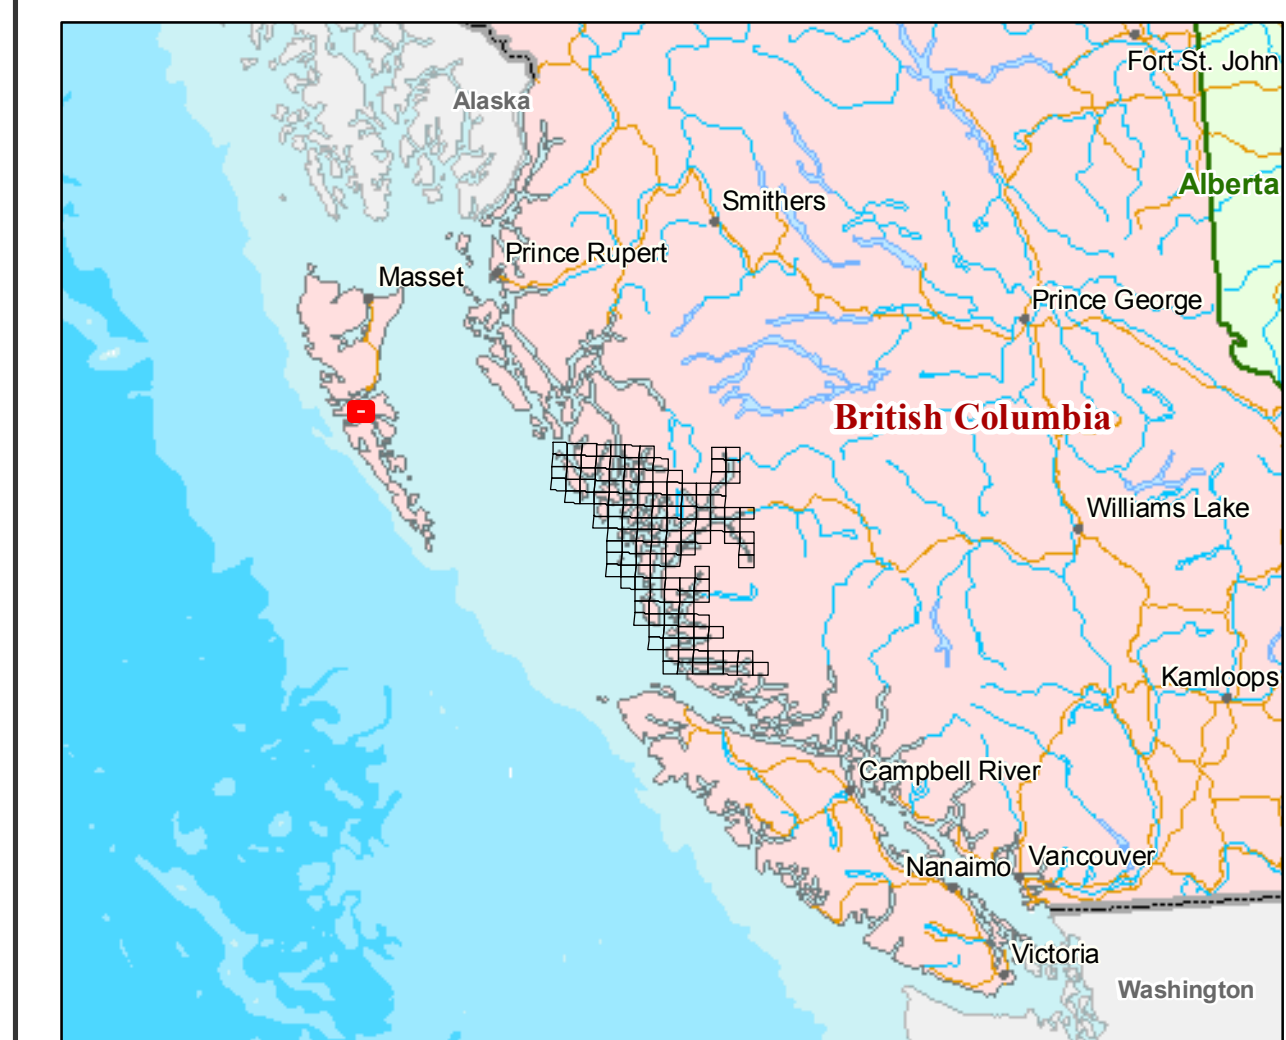 Fort St. John
Alaska
Alberta
Smithers
Prince Rupert
Masset
Prince George
British Columbia
Williams Lake
Kamloops
Campbell River
Vancouver
Nanaimo
Victoria
Washington